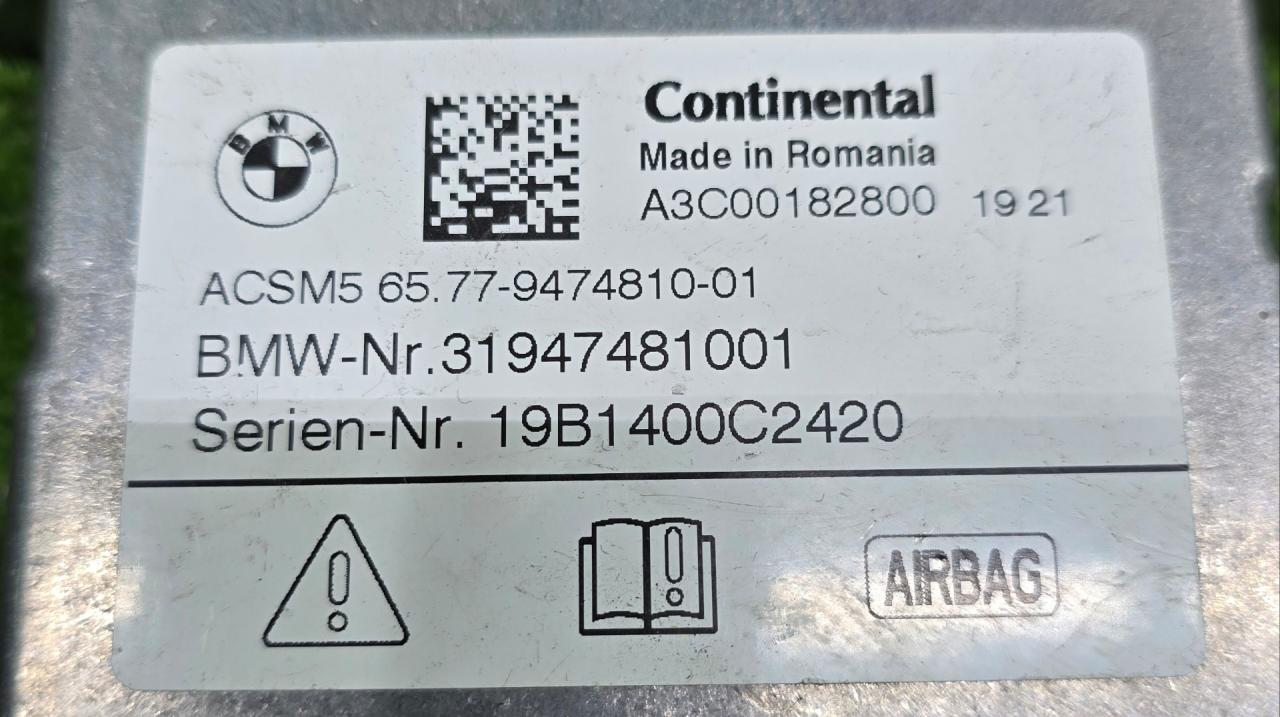 BMW
Continental
Made in Romania
A3C00182800 19 21
ACSM5 65.77-9474810-01
BMW-Nr.31947481001
Serien-Nr. 19B1400C2420
AIRBAG